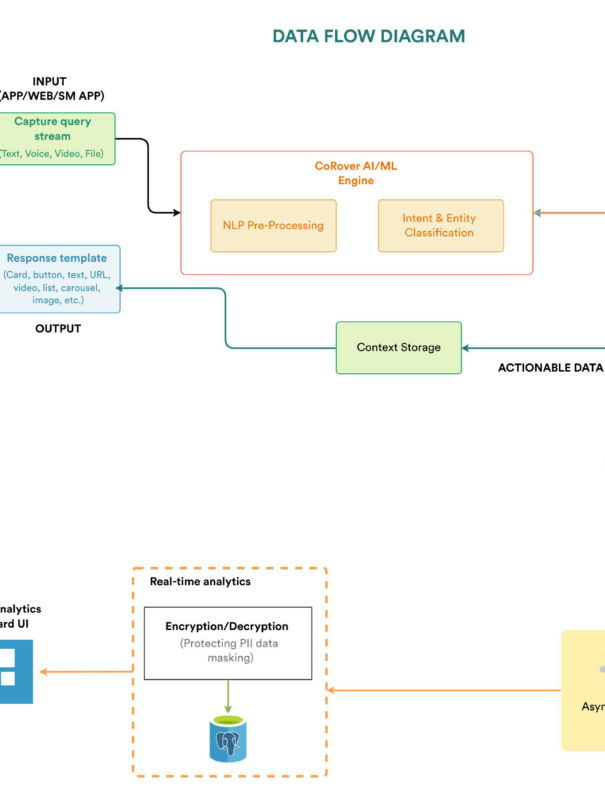 DATA FLOW DIAGRAM
INPUT
(APP/WEB/SM APP)
Capture query
stream
(Text, Voice, Video, File)
CoRover AI/ML
Engine
NLP Pre-Processing
Intent & Entity
Classification
Response template
(Card, button, text, URL,
video, list, carousel,
image, etc.)
OUTPUT
Context Storage
ACTIONABLE DATA
Real-time analytics
nalytics
ard UI
Encryption/Decryption
(Protecting PII data
masking)
Asyn